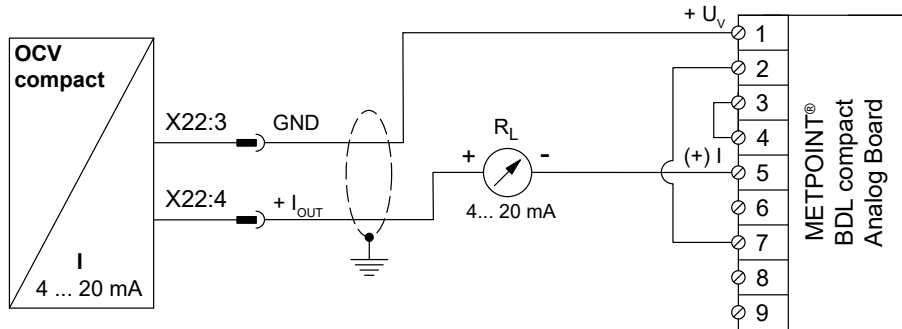 OCV
compact
X22:3
GND
X22:4
+ I_OUT
I
4 ... 20 mA
R_L
+
-
4... 20 mA
+ U_V
(+) I
1
2
3
4
5
6
7
8
9
METPOINT®
BDL compact
Analog Board